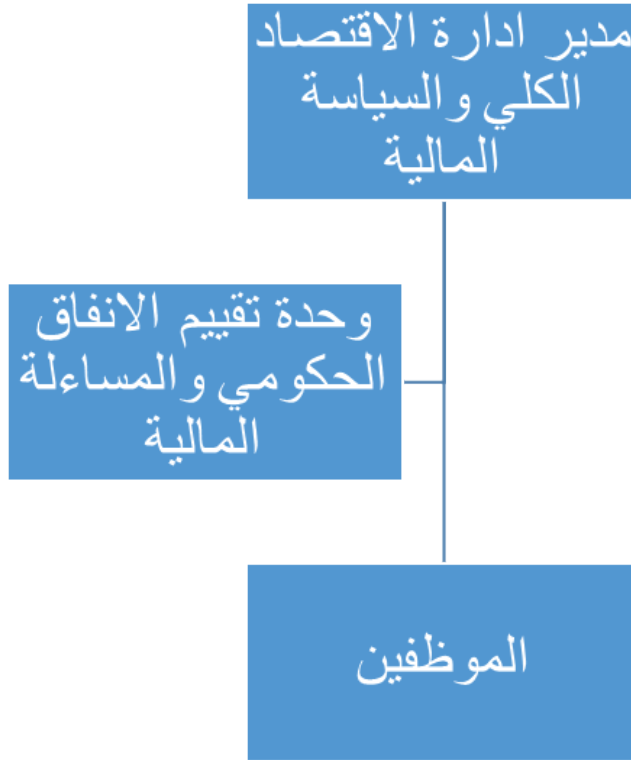 مدير ادارة الاقتصاد
الكلي والسياسة
المالية
وحدة تقييم الانفاق
الحكومي والمساءلة
المالية
الموظفين